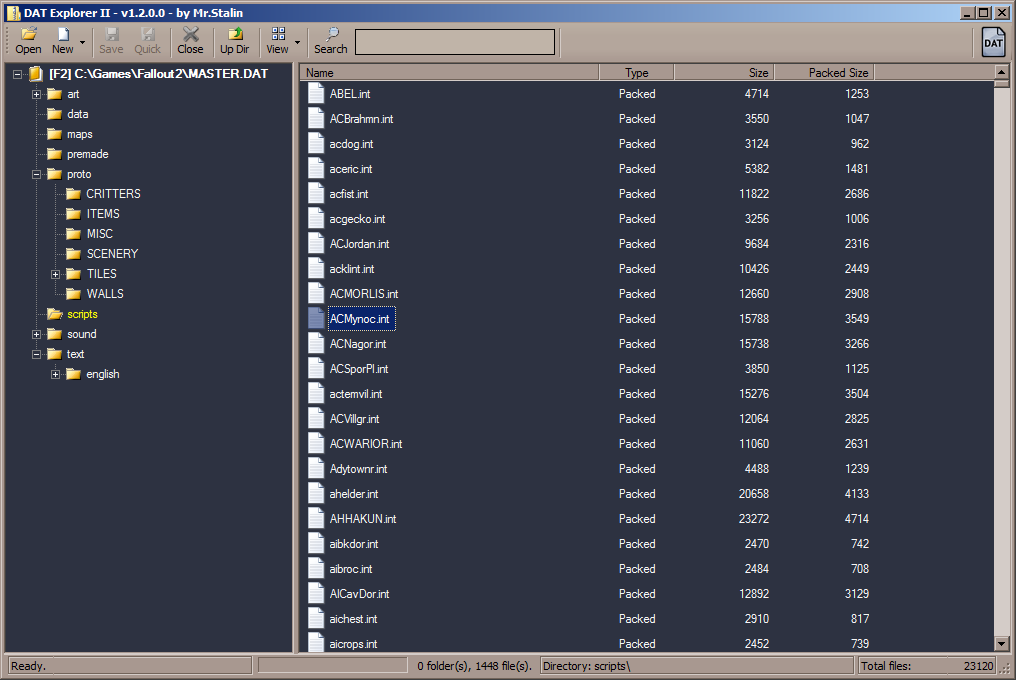 DAT Explorer II - v1.2.0.0 - by Mr.Stalin
Open New Save Quick Close Up Dir View Search DAT
[F2] C:\Games\Fallout2\MASTER.DAT
art
data
maps
premade
proto
CRITTERS
ITEMS
MISC
SCENERY
TILES
WALLS
scripts
sound
text
english
Name Type Size Packed Size
ABEL.int Packed 4714 1253
ACBrahmn.int Packed 3550 1047
acdog.int Packed 3124 962
aceric.int Packed 5382 1481
acfist.int Packed 11822 2686
acgecko.int Packed 3256 1006
ACJordan.int Packed 9684 2316
acklint.int Packed 10426 2449
ACMORLIS.int Packed 12660 2908
ACMynoc.int Packed 15788 3549
ACNagor.int Packed 15738 3266
ACSporPl.int Packed 3850 1125
actemvil.int Packed 15276 3504
ACVillgr.int Packed 12064 2825
ACWARIOR.int Packed 11060 2631
Adytownr.int Packed 4488 1239
ahelder.int Packed 20658 4133
AHHAKUN.int Packed 23272 4714
aibkdor.int Packed 2470 742
aibroc.int Packed 2484 708
AICavDor.int Packed 12892 3129
aichest.int Packed 2910 817
aicrops.int Packed 2452 739
Ready. 0 folder(s), 1448 file(s). Directory: scripts\ Total files: 23120